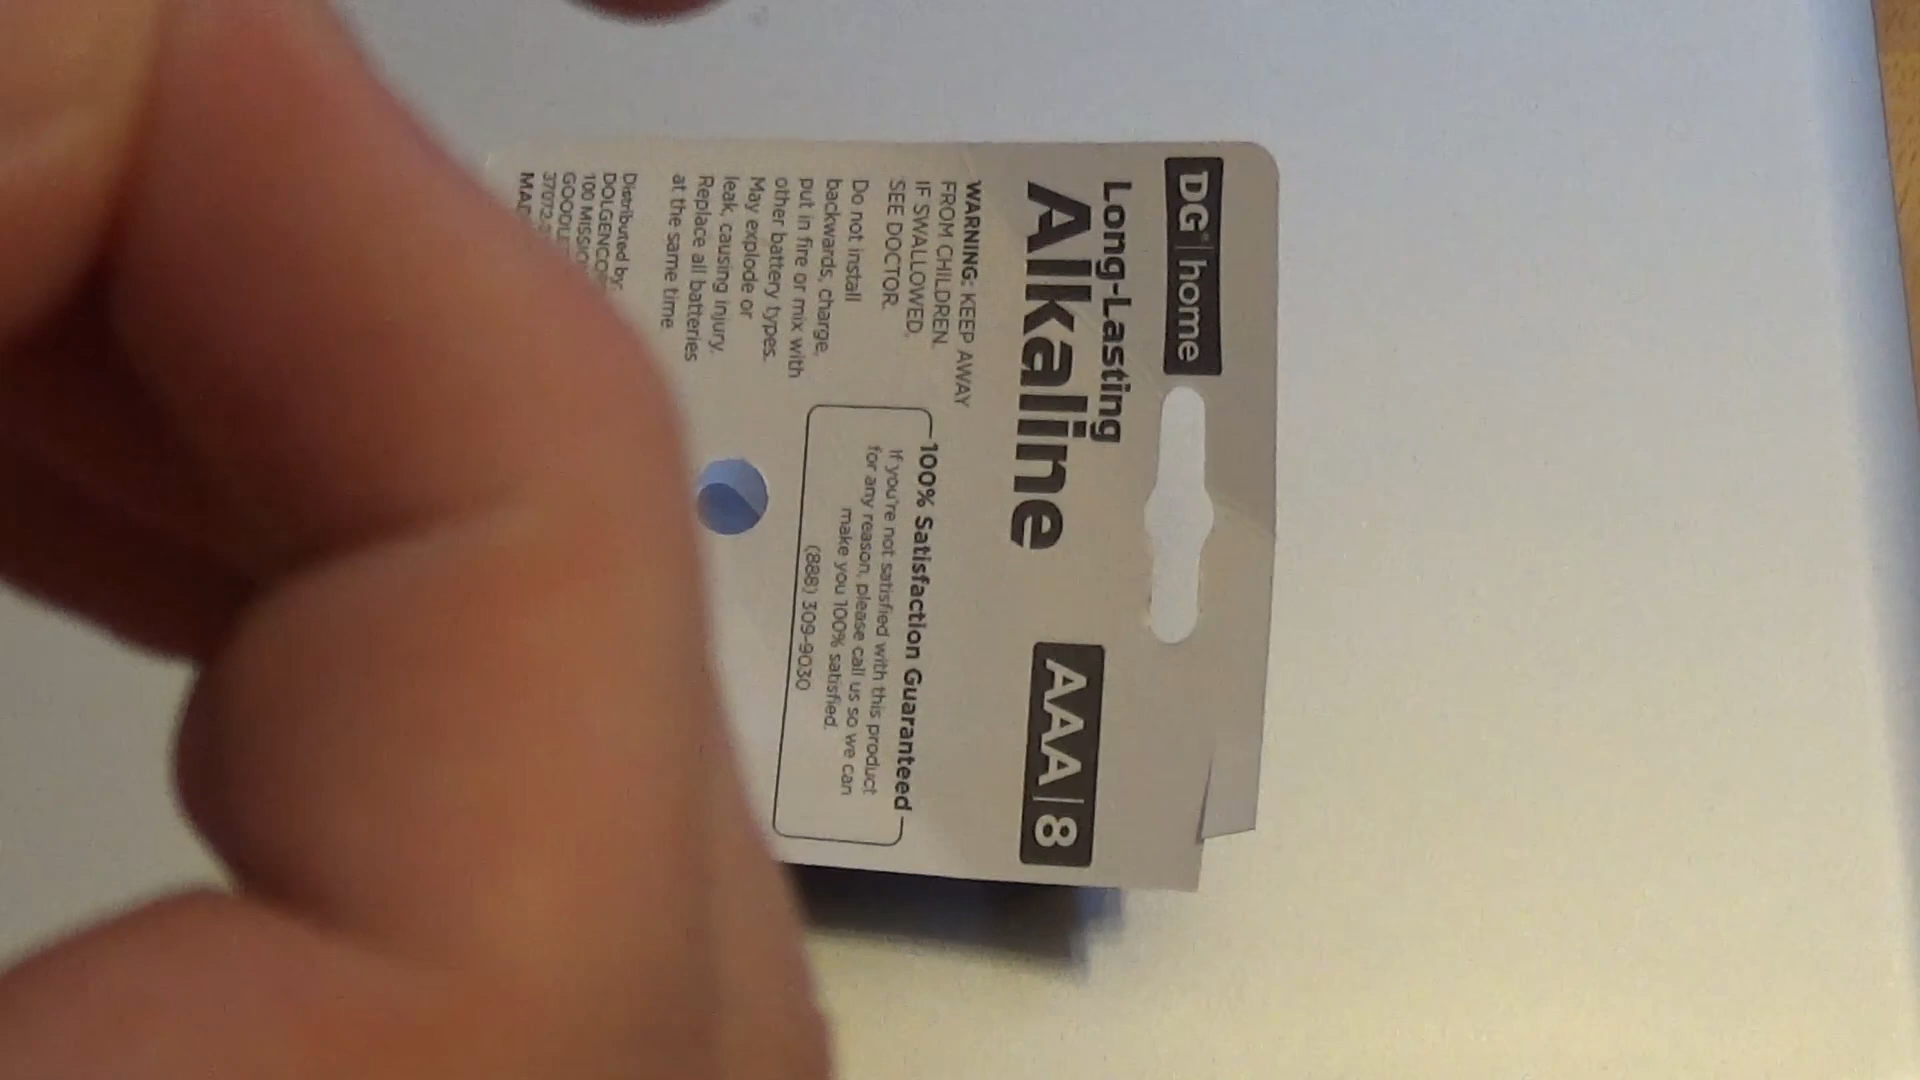 DG® | home
Long-Lasting
Alkaline
AAA | 8
WARNING: KEEP AWAY
FROM CHILDREN.
IF SWALLOWED,
SEE DOCTOR.
Do not install
backwards, charge,
put in fire or mix with
other battery types.
May explode or
leak, causing injury.
Replace all batteries
at the same time.
100% Satisfaction Guaranteed
If you're not satisfied with this product
for any reason, please call us so we can
make you 100% satisfied.
(888) 309-9030
Distributed by:
100